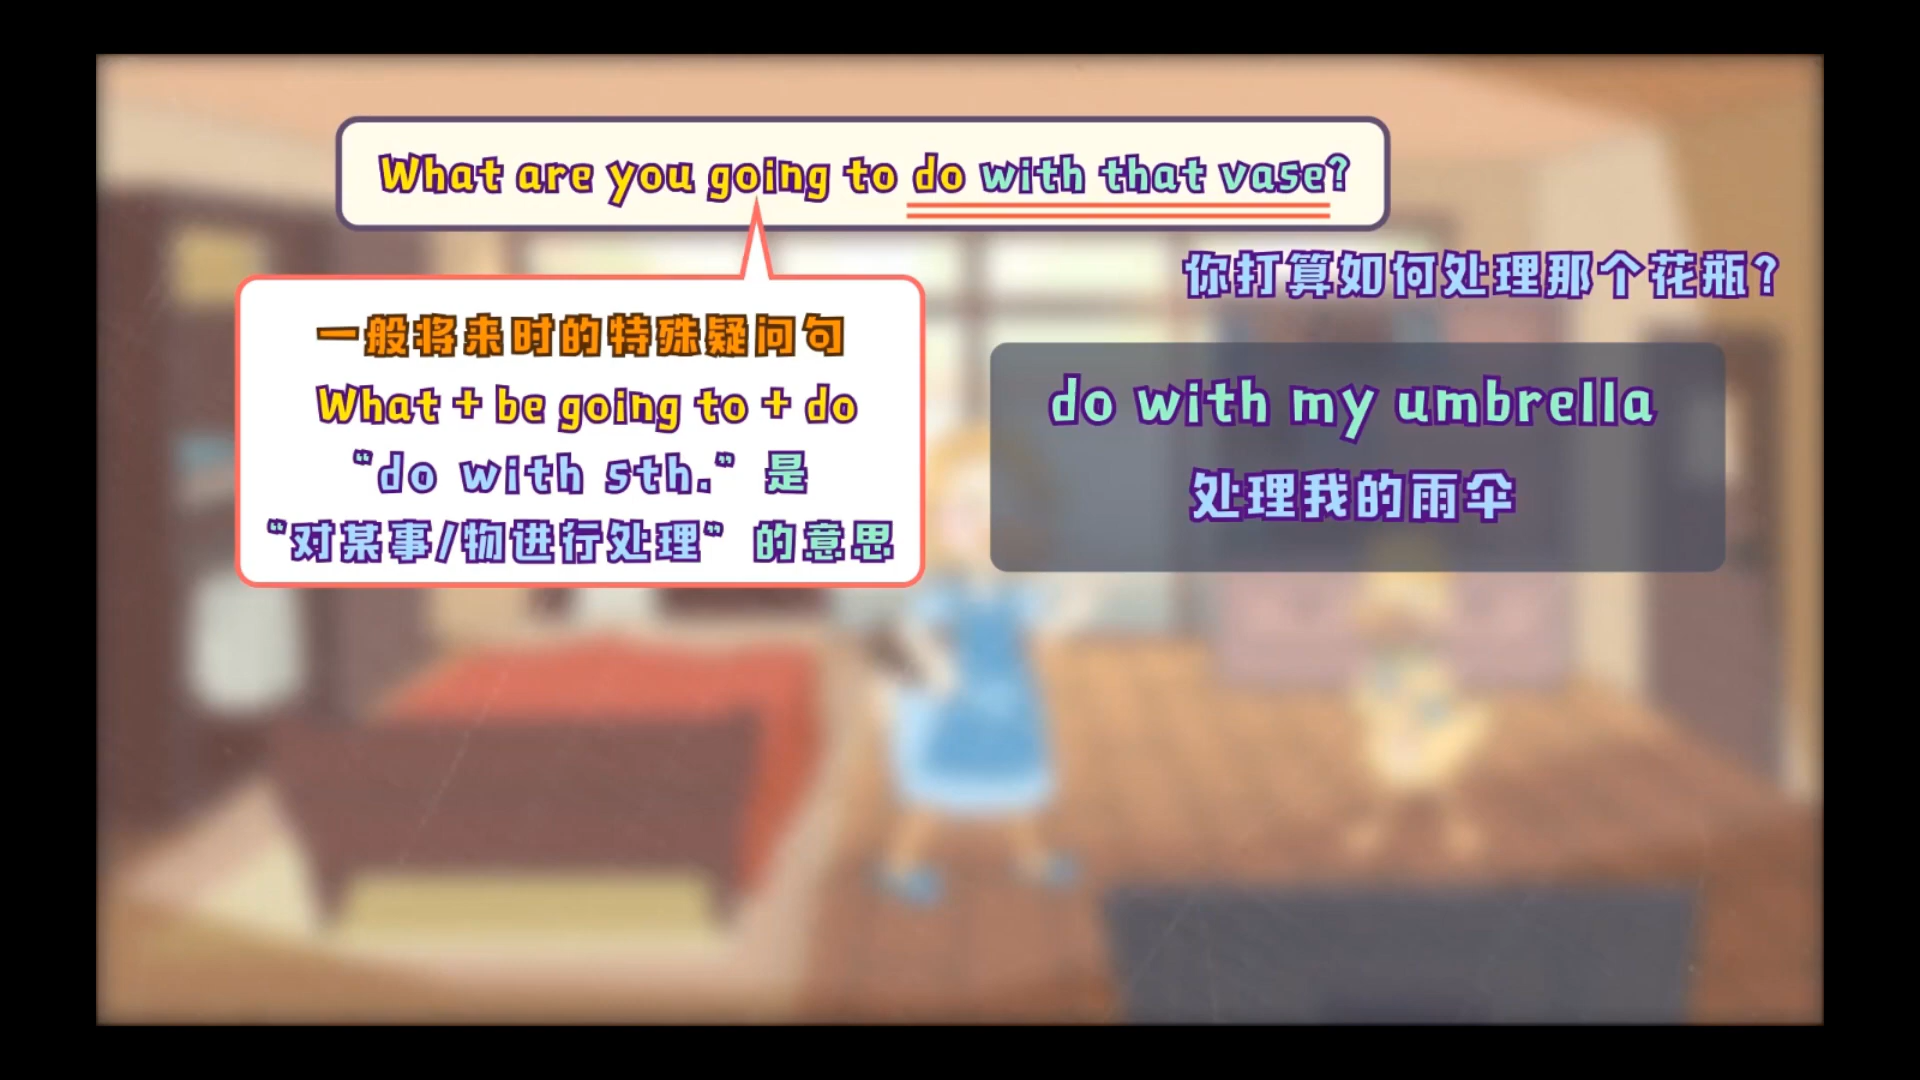 What are you going to do with that vase?
你打算如何处理那个花瓶?
一般将来时的特殊疑问句
What + be going to + do
“do with sth.” 是
“对某事/物进行处理” 的意思
do with my umbrella
处理我的雨伞